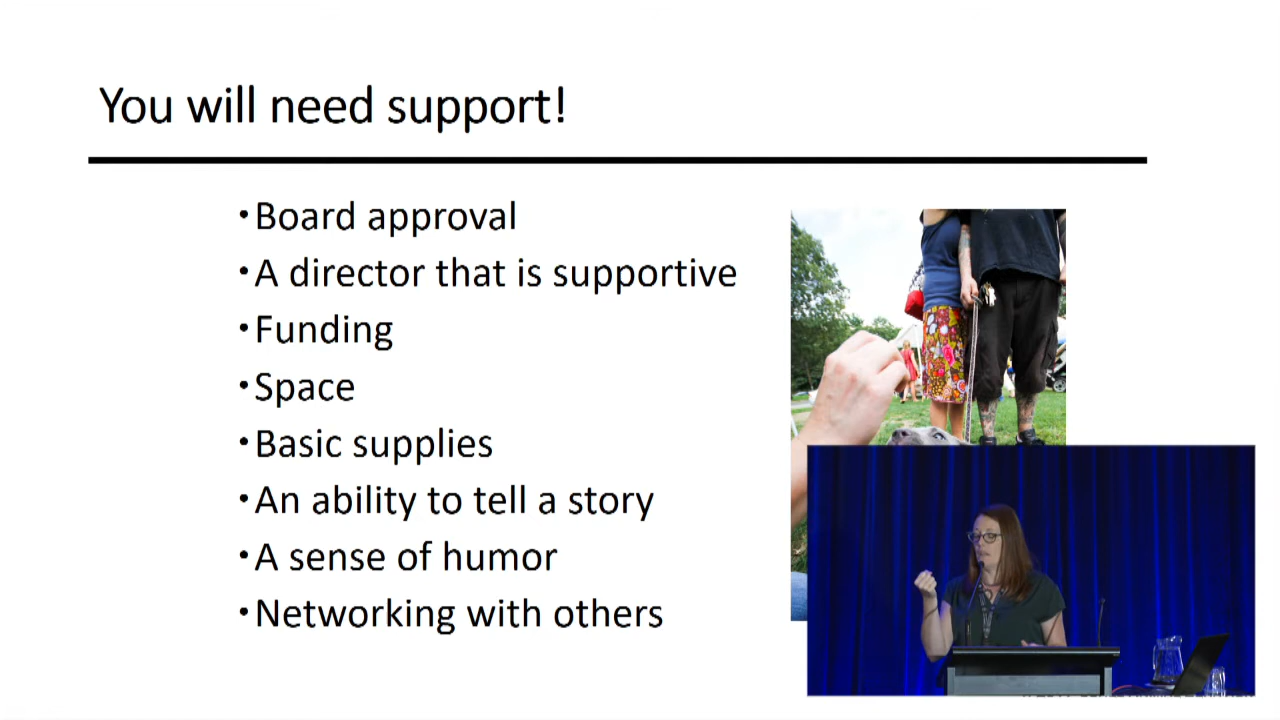 You will need support!
• Board approval
• A director that is supportive
• Funding
• Space
• Basic supplies
• An ability to tell a story
• A sense of humor
• Networking with others